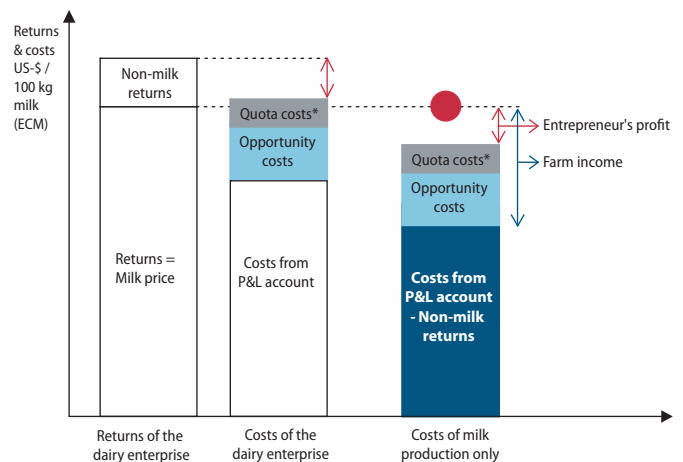 Returns
& costs
US-$ /
100 kg
milk
(ECM)
Non-milk
returns
Returns =
Milk price
Quota costs*
Opportunity
costs
Costs from
P&L account
Quota costs*
Opportunity
costs
Costs from
P&L account
- Non-milk
returns
Entrepreneur's profit
Farm income
Returns of the
dairy enterprise
Costs of the
dairy enterprise
Costs of milk
production only